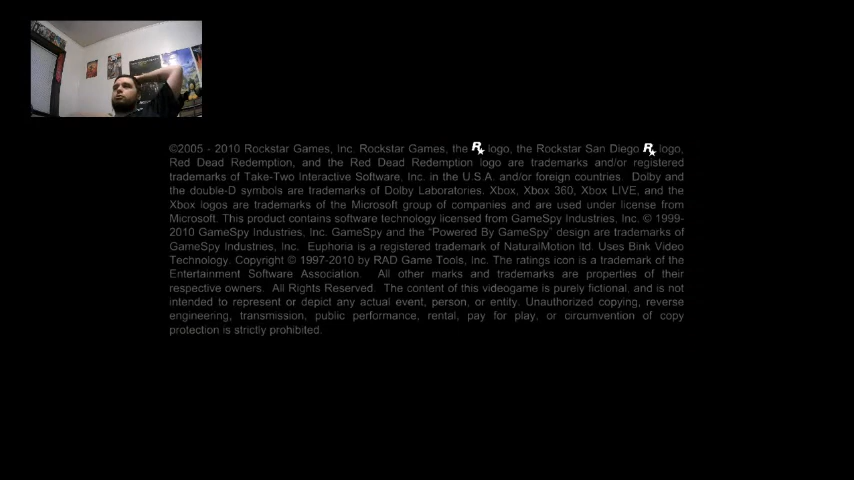 ©2005 - 2010 Rockstar Games, Inc. Rockstar Games, the R logo, the Rockstar San Diego R logo,
Red Dead Redemption, and the Red Dead Redemption logo are trademarks and/or registered
trademarks of Take-Two Interactive Software, Inc. in the U.S.A. and/or foreign countries. Dolby and
the double-D symbols are trademarks of Dolby Laboratories. Xbox, Xbox 360, Xbox LIVE, and the
Xbox logos are trademarks of the Microsoft group of companies and are used under license from
Microsoft. This product contains software technology licensed from GameSpy Industries, Inc. © 1999-
2010 GameSpy Industries, Inc. GameSpy and the “Powered By GameSpy” design are trademarks of
GameSpy Industries, Inc. Euphoria is a registered trademark of NaturalMotion ltd. Uses Bink Video
Technology. Copyright © 1997-2010 by RAD Game Tools, Inc. The ratings icon is a trademark of the
Entertainment Software Association. All other marks and trademarks are properties of their
respective owners. All Rights Reserved. The content of this videogame is purely fictional, and is not
intended to represent or depict any actual event, person, or entity. Unauthorized copying, reverse
engineering, transmission, public performance, rental, pay for play, or circumvention of copy
protection is strictly prohibited.